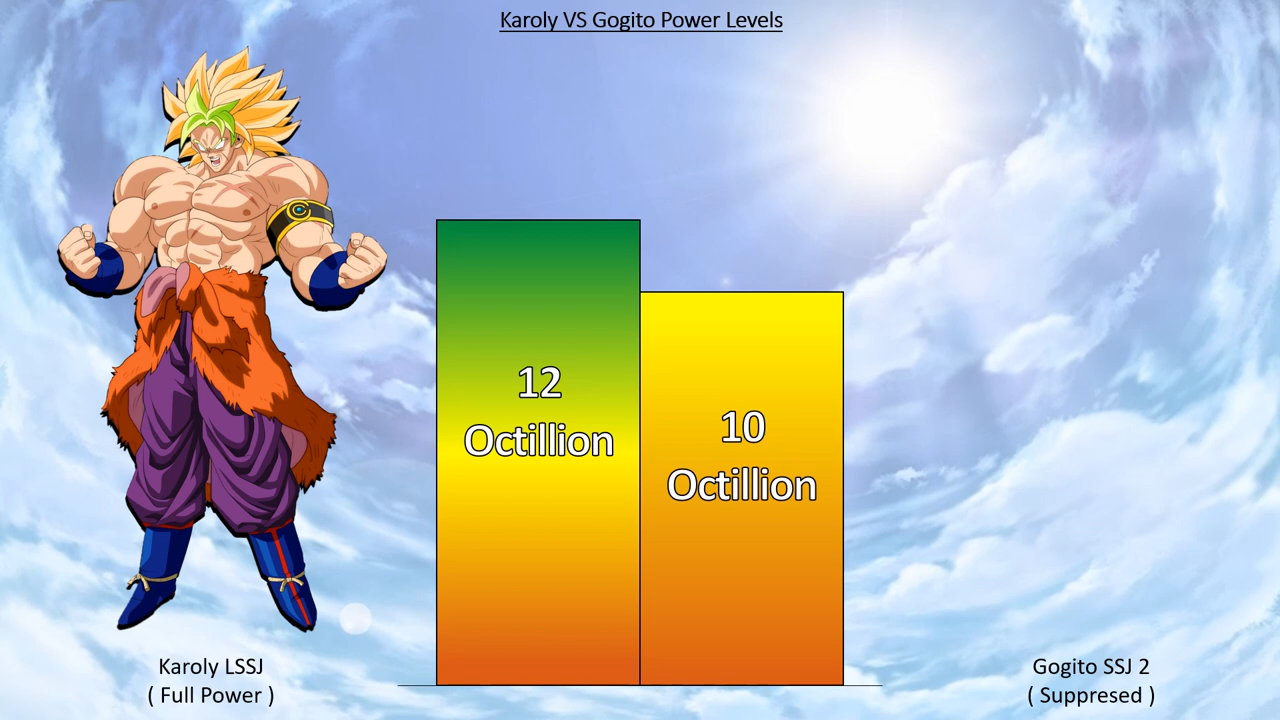 Karoly VS Gogito Power Levels
12
Octillion
10
Octillion
Karoly LSSJ
( Full Power )
Gogito SSJ 2
( Suppresed )